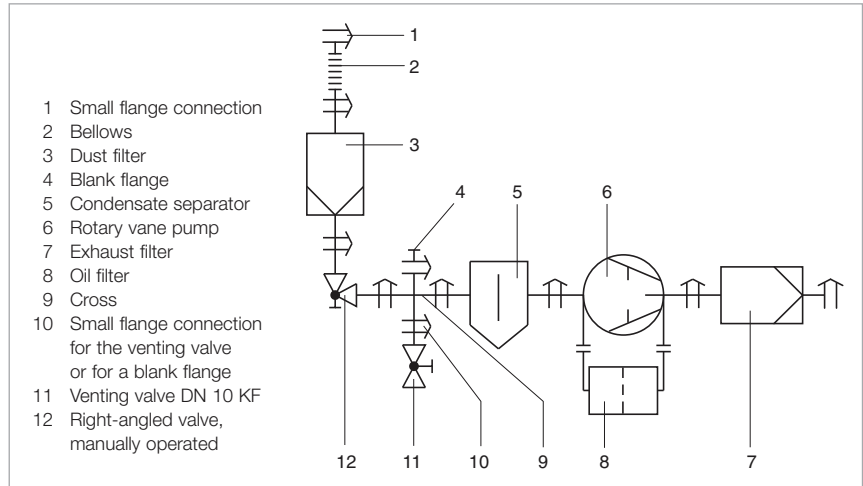 1 Small flange connection
2 Bellows
3 Dust filter
4 Blank flange
5 Condensate separator
6 Rotary vane pump
7 Exhaust filter
8 Oil filter
9 Cross
10 Small flange connection
for the venting valve
or for a blank flange
11 Venting valve DN 10 KF
12 Right-angled valve,
manually operated
1
2
3
4 5 6
12 11 10 9 8 7